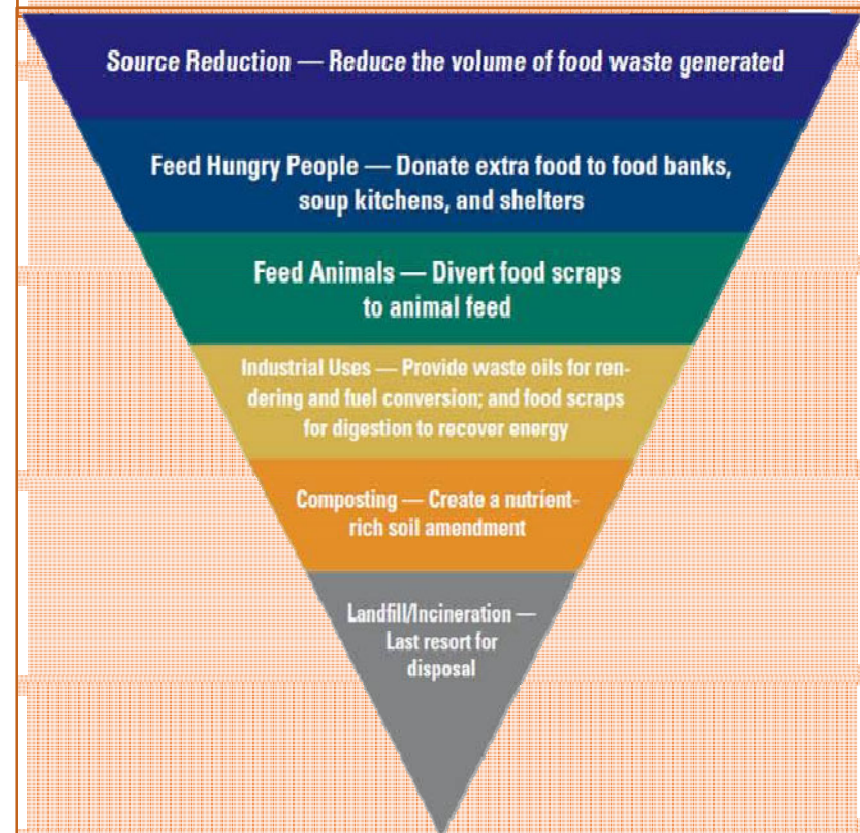 Source Reduction — Reduce the volume of food waste generated
Feed Hungry People — Donate extra food to food banks,
soup kitchens, and shelters
Feed Animals — Divert food scraps
to animal feed
Industrial Uses — Provide waste oils for ren-
dering and fuel conversion; and food scraps
for digestion to recover energy
Composting — Create a nutrient-
rich soil amendment
Landfill/Incineration —
Last resort for
disposal